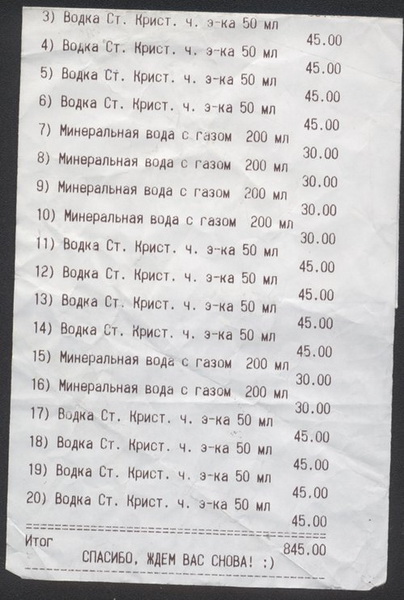 3) Водка Ст. Крист. ч. э-ка 50 мл
45.00
4) Водка Ст. Крист. ч. э-ка 50 мл
45.00
5) Водка Ст. Крист. ч. э-ка 50 мл
45.00
6) Водка Ст. Крист. ч. э-ка 50 мл
45.00
7) Минеральная вода с газом 200 мл
30.00
8) Минеральная вода с газом 200 мл
30.00
9) Минеральная вода с газом 200 мл
30.00
10) Минеральная вода с газом 200 мл
30.00
11) Водка Ст. Крист. ч. э-ка 50 мл
45.00
12) Водка Ст. Крист. ч. э-ка 50 мл
45.00
13) Водка Ст. Крист. ч. э-ка 50 мл
45.00
14) Водка Ст. Крист. ч. э-ка 50 мл
45.00
15) Минеральная вода с газом 200 мл
30.00
16) Минеральная вода с газом 200 мл
30.00
17) Водка Ст. Крист. ч. э-ка 50 мл
45.00
18) Водка Ст. Крист. ч. э-ка 50 мл
45.00
19) Водка Ст. Крист. ч. э-ка 50 мл
45.00
20) Водка Ст. Крист. ч. э-ка 50 мл
45.00
Итог 845.00
СПАСИБО, ЖДЕМ ВАС СНОВА! :)